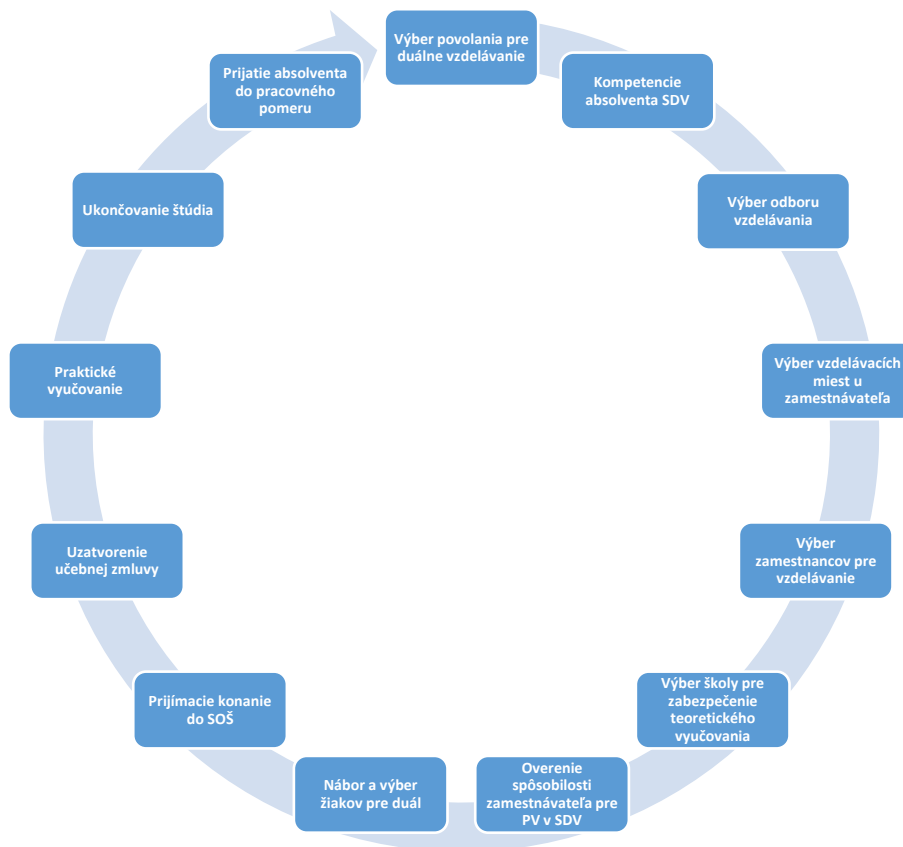 Výber povolania pre
duálne vzdelávanie
Kompetencie
absolventa SDV
Výber odboru
vzdelávania
Výber vzdelávacích
miest u
zamestnávateľa
Výber
zamestnancov pre
vzdelávanie
Výber školy pre
zabezpečenie
teoretického
vyučovania
Overenie
spôsobilosti
zamestnávateľa pre
PV v SDV
Nábor a výber
žiakov pre duál
Prijímacie konanie
do SOŠ
Uzatvorenie
učebnej zmluvy
Praktické
vyučovanie
Ukončovanie štúdia
Prijatie absolventa
do pracovného
pomeru